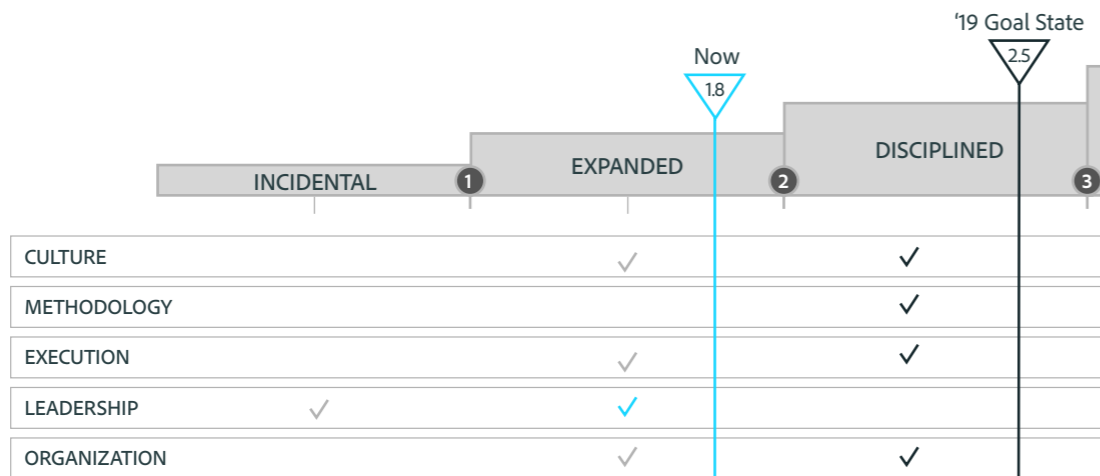 '19 Goal State
2.5
Now
1.8
DISCIPLINED
EXPANDED
INCIDENTAL
1
2
3
CULTURE
METHODOLOGY
EXECUTION
LEADERSHIP
ORGANIZATION